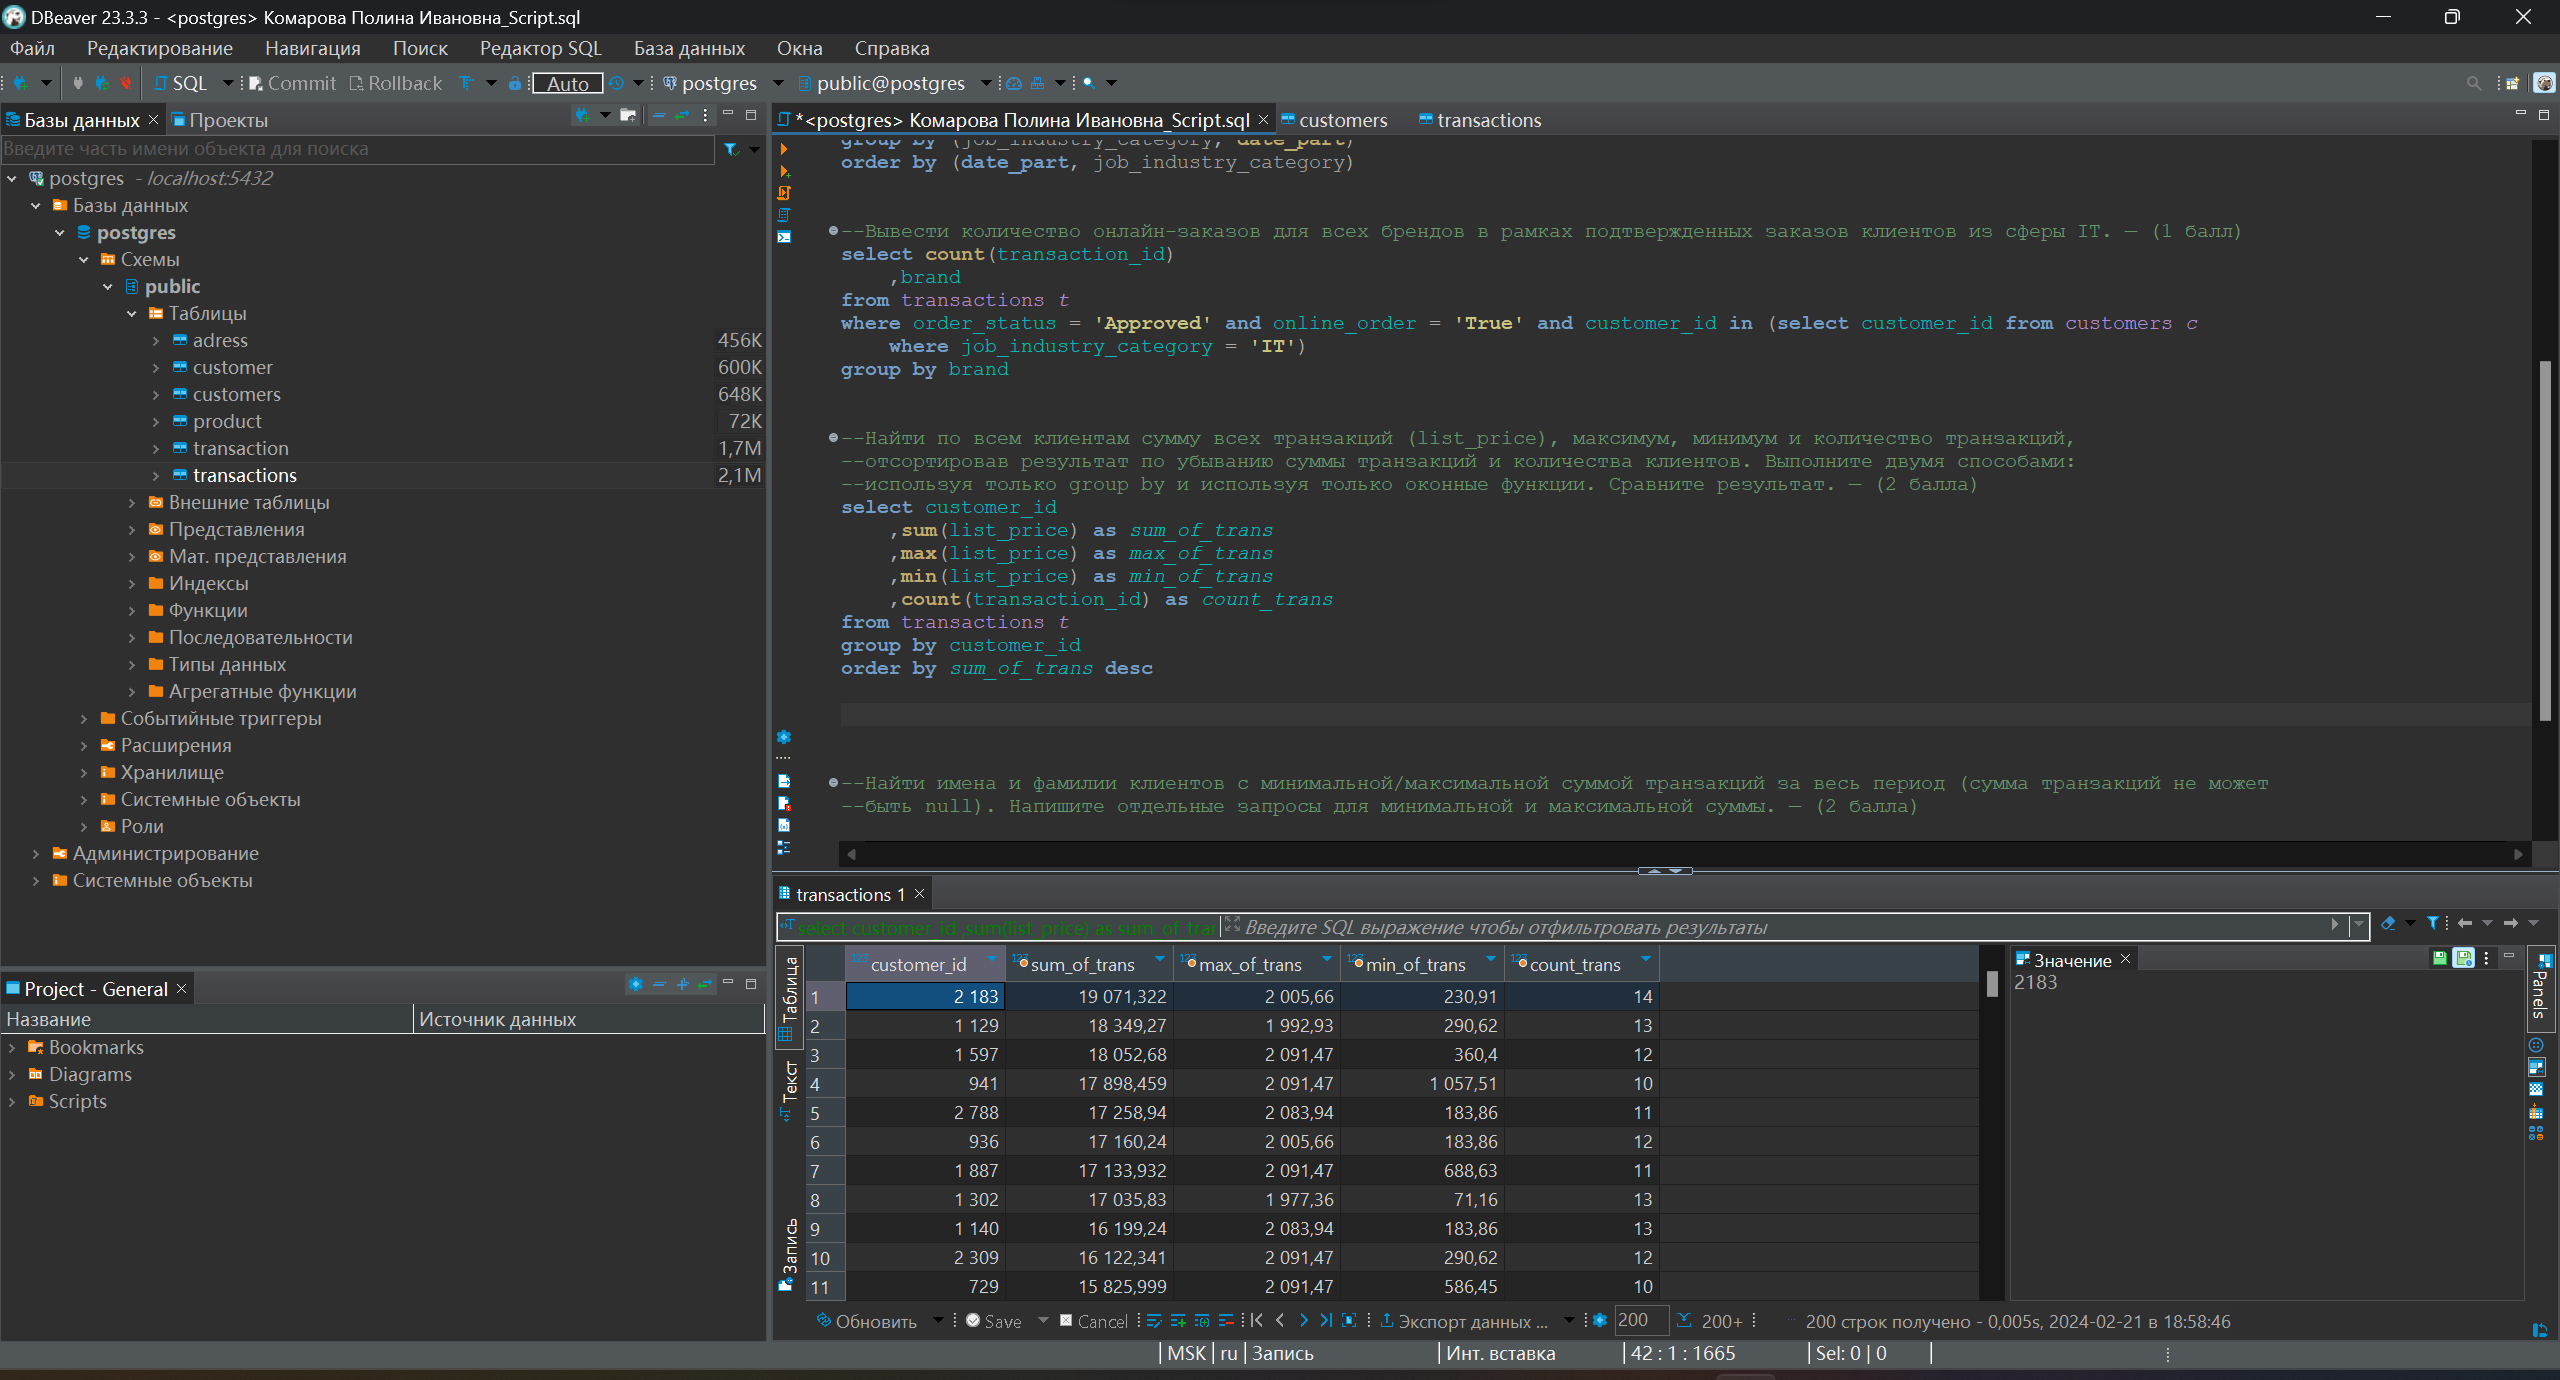 DBeaver 23.3.3 - <postgres> Комарова Полина Ивановна_Script.sql
Файл Редактирование Навигация Поиск Редактор SQL База данных Окна Справка
SQL Commit Rollback Auto postgres public@postgres
Базы данных Проекты
Введите часть имени объекта для поиска
postgres - localhost:5432
Базы данных
postgres
Схемы
public
Таблицы
adress 456K
customer 600K
customers 648K
product 72K
transaction 1,7M
transactions 2,1M
Внешние таблицы
Представления
Мат. представления
Индексы
Функции
Последовательности
Типы данных
Агрегатные функции
Событийные триггеры
Расширения
Хранилище
Системные объекты
Роли
Администрирование
Системные объекты
Project - General
Название Источник данных
Bookmarks
Diagrams
Scripts
*<postgres> Комарова Полина Ивановна_Script.sql customers transactions
group by (job_industry_category, date_part)
order by (date_part, job_industry_category)
--Вывести количество онлайн-заказов для всех брендов в рамках подтвержденных заказов клиентов из сферы IT. — (1 балл)
select count(transaction_id)
,brand
from transactions t
where order_status = 'Approved' and online_order = 'True' and customer_id in (select customer_id from customers c
where job_industry_category = 'IT')
group by brand
--Найти по всем клиентам сумму всех транзакций (list_price), максимум, минимум и количество транзакций,
--отсортировав результат по убыванию суммы транзакций и количества клиентов. Выполните двумя способами:
--используя только group by и используя только оконные функции. Сравните результат. — (2 балла)
select customer_id
,sum(list_price) as sum_of_trans
,max(list_price) as max_of_trans
,min(list_price) as min_of_trans
,count(transaction_id) as count_trans
from transactions t
group by customer_id
order by sum_of_trans desc
--Найти имена и фамилии клиентов с минимальной/максимальной суммой транзакций за весь период (сумма транзакций не может
--быть null). Напишите отдельные запросы для минимальной и максимальной суммы. — (2 балла)
transactions 1
select customer_id ,sum(list_price) as sum_of_tra Введите SQL выражение чтобы отфильтровать результаты
Таблица
Текст
Запись
customer_id sum_of_trans max_of_trans min_of_trans count_trans
1 2 183 19 071,322 2 005,66 230,91 14
2 1 129 18 349,27 1 992,93 290,62 13
3 1 597 18 052,68 2 091,47 360,4 12
4 941 17 898,459 2 091,47 1 057,51 10
5 2 788 17 258,94 2 083,94 183,86 11
6 936 17 160,24 2 005,66 183,86 12
7 1 887 17 133,932 2 091,47 688,63 11
8 1 302 17 035,83 1 977,36 71,16 13
9 1 140 16 199,24 2 083,94 183,86 13
10 2 309 16 122,341 2 091,47 290,62 12
11 729 15 825,999 2 091,47 586,45 10
Значение
2183
Panels
Обновить Save Cancel Экспорт данных ... 200 200+ 200 строк получено - 0,005s, 2024-02-21 в 18:58:46
MSK ru Запись Инт. вставка 42 : 1 : 1665 Sel: 0 | 0